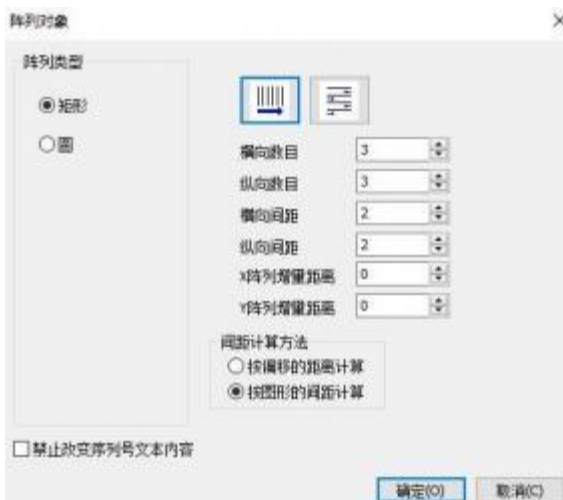 阵列对象
阵列类型
矩形
圆
横向数目 3
纵向数目 3
横向间距 2
纵向间距 2
X阵列增量距离 0
Y阵列增量距离 0
间距计算方法
按偏移的距离计算
按图形的间距计算
禁止改变序列号文本内容
确定(O) 取消(C)